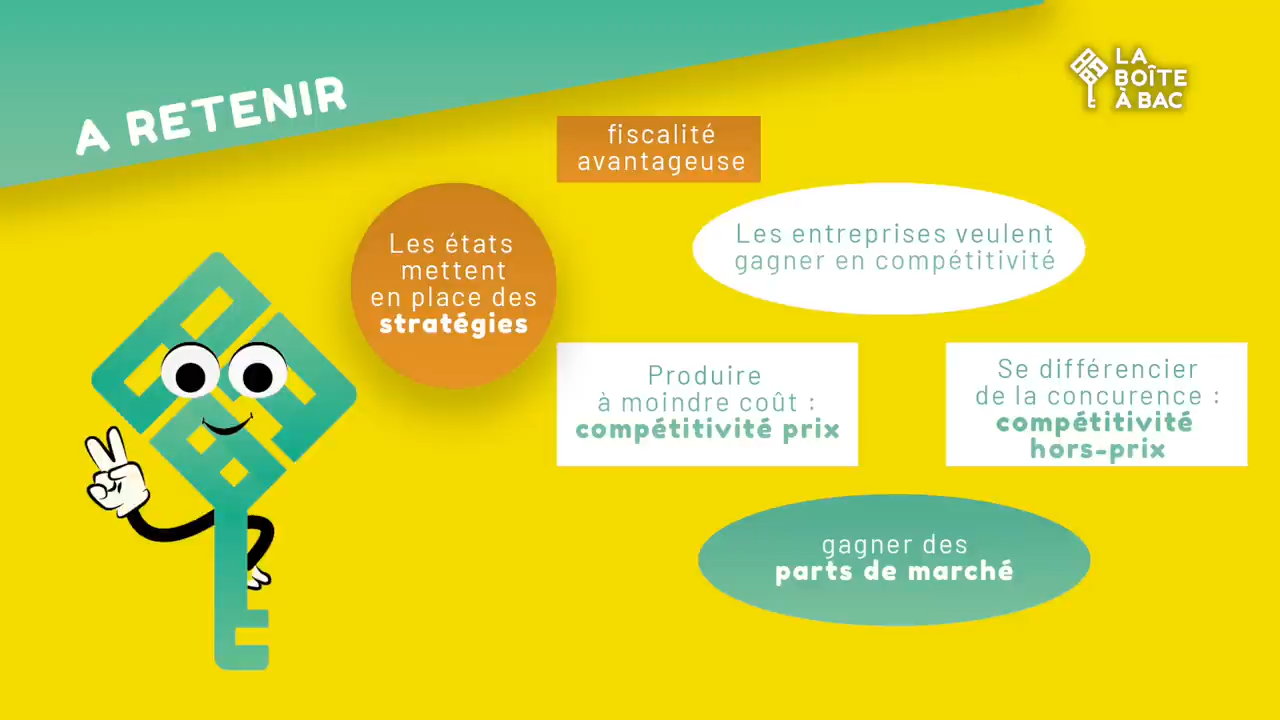 A RETENIR
LA
BOÎTE
À BAC
fiscalité
avantageuse
Les états
mettent
en place des
stratégies
Les entreprises veulent
gagner en compétitivité
Produire
à moindre coût :
compétitivité prix
Se différencier
de la concurence :
compétitivité
hors-prix
gagner des
parts de marché